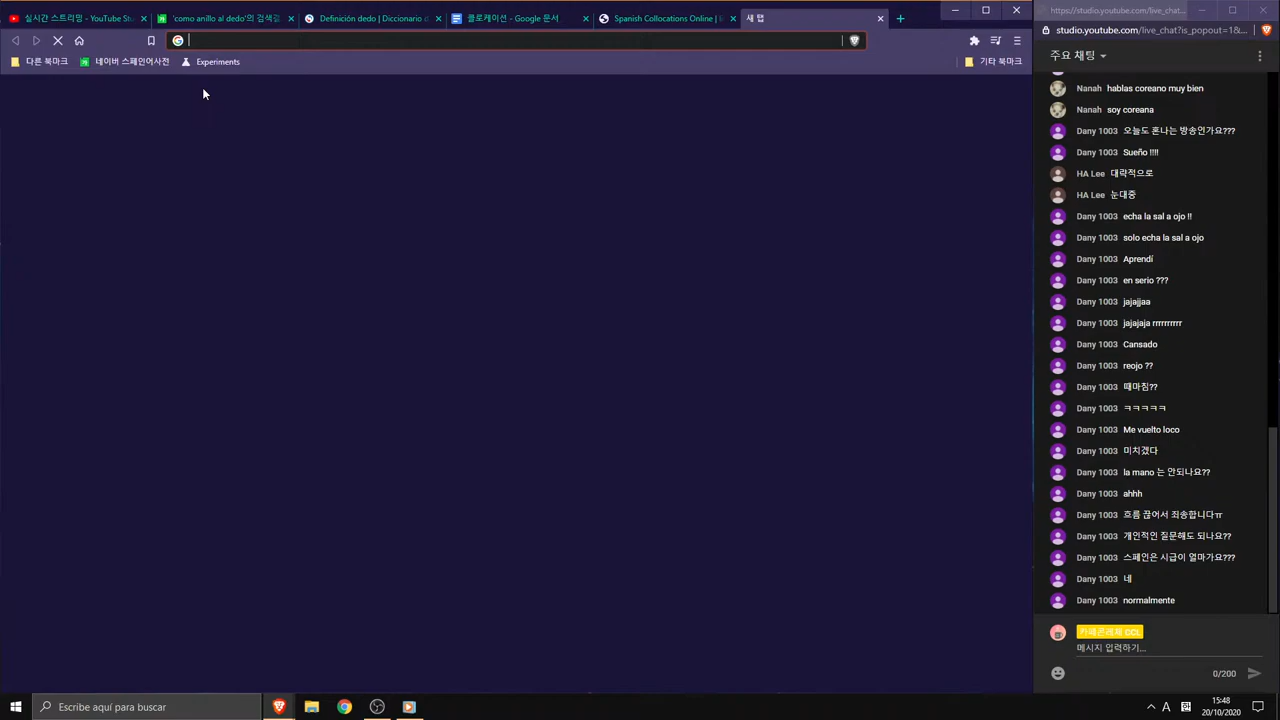 실시간 스트리밍 - YouTube Stu
'como anillo al dedo'의 검색결
Definición dedo | Diccionario d
콜로케이션 - Google 문서
Spanish Collocations Online | 
새 탭
https://studio.youtube.com/live_chat...
studio.youtube.com/live_chat?is_popout=1&...
다른 북마크
네이버 스페인어사전
Experiments
기타 북마크
주요 채팅
Nanah hablas coreano muy bien
Nanah soy coreana
Dany 1003 오늘도 혼나는 방송인가요???
Dany 1003 Sueño !!!!
HA Lee 대략적으로
HA Lee 눈대중
Dany 1003 echa la sal a ojo !!
Dany 1003 solo echa la sal a ojo
Dany 1003 Aprendí
Dany 1003 en serio ???
Dany 1003 jajajjaa
Dany 1003 jajajaja rrrrrrrrrr
Dany 1003 Cansado
Dany 1003 reojo ??
Dany 1003 때마짐??
Dany 1003 ㅋㅋㅋㅋㅋ
Dany 1003 Me vuelto loco
Dany 1003 미치겠다
Dany 1003 la mano 는 안되나요??
Dany 1003 ahhh
Dany 1003 흐름 끊어서 죄송합니다ㅠ
Dany 1003 개인적인 질문해도 되나요??
Dany 1003 스페인은 시급이 얼마가요???
Dany 1003 네
Dany 1003 normalmente
메시지 입력하기...
0/200
Escribe aquí para buscar
A
15:48
20/10/2020